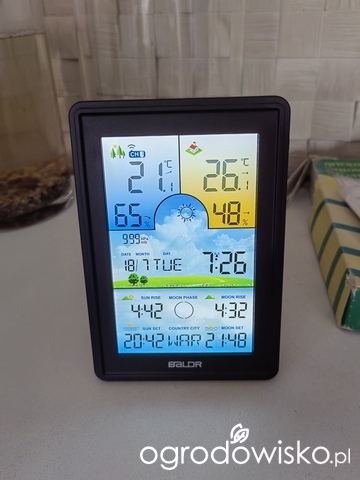 CH
21.1 °C 26.1 °C
65% 48%
999 hPa mb
DATE MONTH DAY
18/7 TUE 7:26
SUN RISE MOON PHASE MOON RISE
4:42 4:32
SUN SET COUNTRY CITY MOON SET
20:42 WAR 21:48
BALDR
ogrodowisko.pl